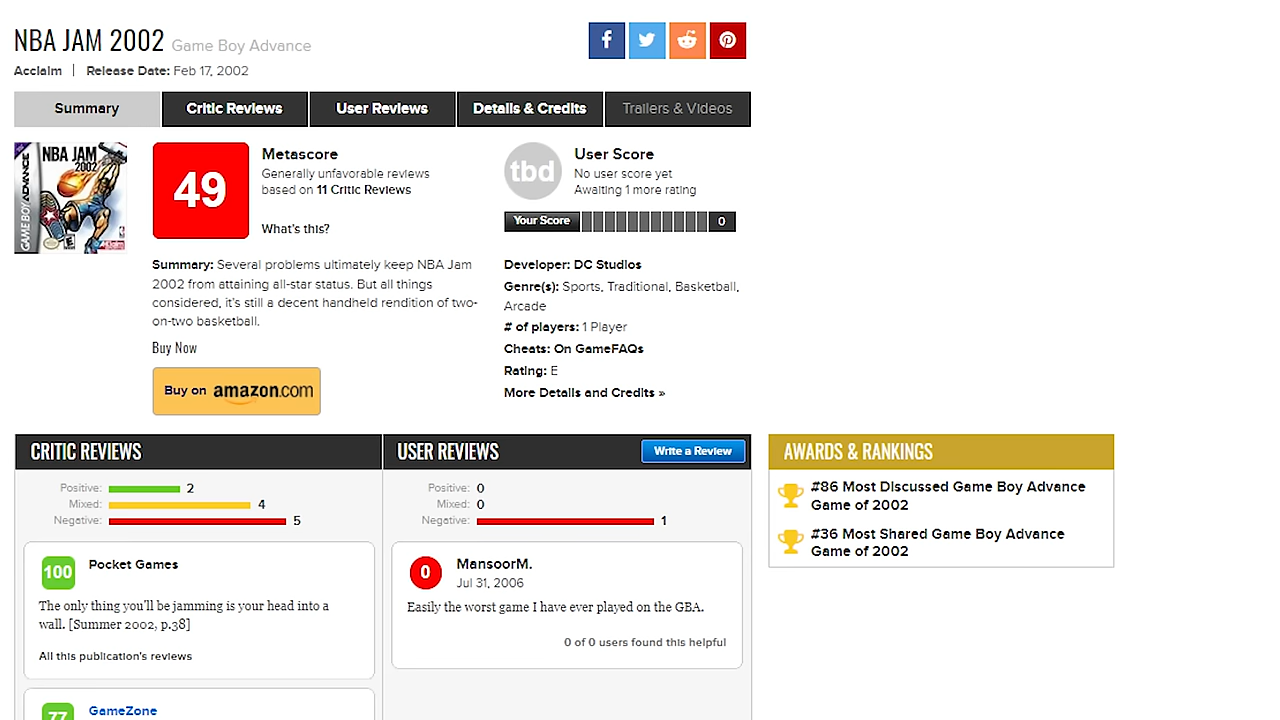 NBA JAM 2002 Game Boy Advance
Acclaim | Release Date: Feb 17, 2002
Summary
Critic Reviews
User Reviews
Details & Credits
Trailers & Videos
GAME BOY ADVANCE
NBA JAM
2002
E
49
Metascore
Generally unfavorable reviews
based on 11 Critic Reviews
What's this?
tbd
User Score
No user score yet
Awaiting 1 more rating
Your Score
0
Summary: Several problems ultimately keep NBA Jam
2002 from attaining all-star status. But all things
considered, it's still a decent handheld rendition of two-
on-two basketball.
Buy Now
Buy on amazon.com
Developer: DC Studios
Genre(s): Sports, Traditional, Basketball,
Arcade
# of players: 1 Player
Cheats: On GameFAQs
Rating: E
More Details and Credits »
CRITIC REVIEWS
Positive: 2
Mixed: 4
Negative: 5
100
Pocket Games
The only thing you'll be jamming is your head into a
wall. [Summer 2002, p.38]
All this publication's reviews
77
GameZone
USER REVIEWS
Write a Review
Positive: 0
Mixed: 0
Negative: 1
0
MansoorM.
Jul 31, 2006
Easily the worst game I have ever played on the GBA.
0 of 0 users found this helpful
AWARDS & RANKINGS
#86 Most Discussed Game Boy Advance
Game of 2002
#36 Most Shared Game Boy Advance
Game of 2002